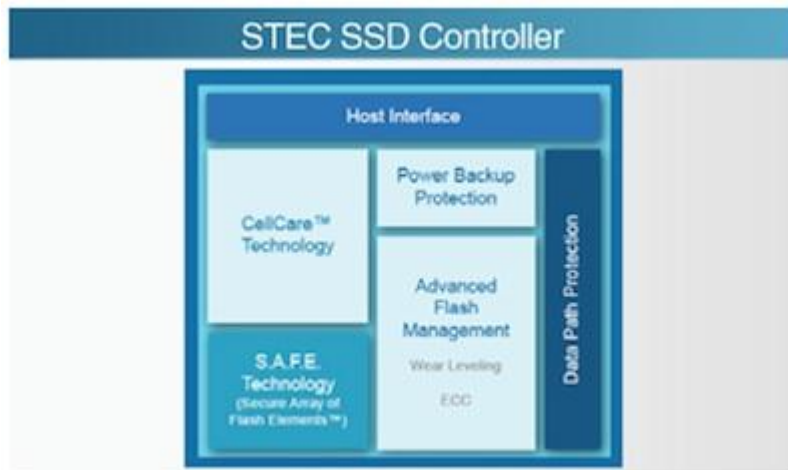 STEC SSD Controller
Host Interface
CellCare™
Technology
Power Backup
Protection
Advanced
Flash
Management
Wear Leveling
ECC
S.A.F.E.
Technology
(Secure Array of
Flash Elements™)
Data Path Protection